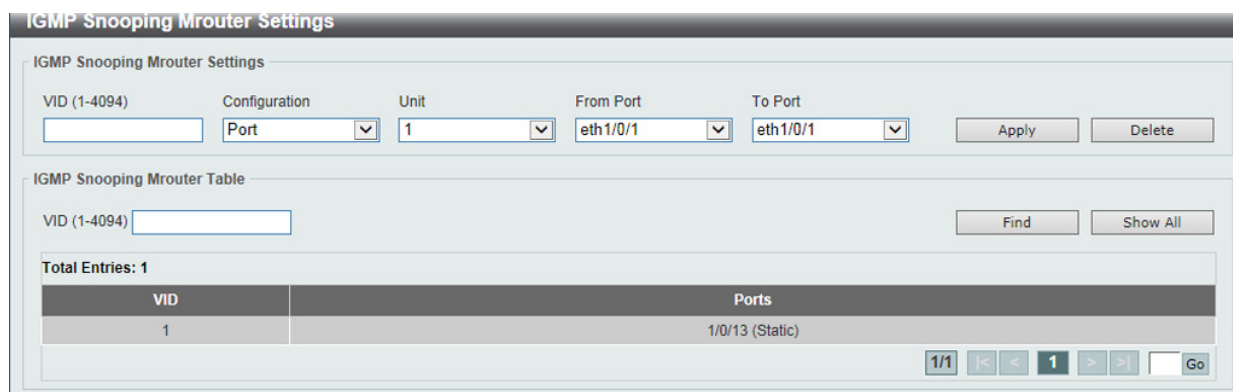 IGMP Snooping Mrouter Settings
IGMP Snooping Mrouter Settings
VID (1-4094) Configuration Unit From Port To Port
Port 1 eth1/0/1 eth1/0/1 Apply Delete
IGMP Snooping Mrouter Table
VID (1-4094) Find Show All
Total Entries: 1
VID Ports
1 1/0/13 (Static)
1/1 |< < 1 > >| Go